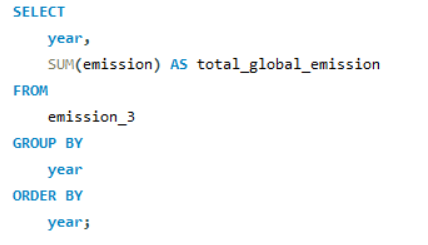 SELECT
    year,
    SUM(emission) AS total_global_emission
FROM
    emission_3
GROUP BY
    year
ORDER BY
    year;